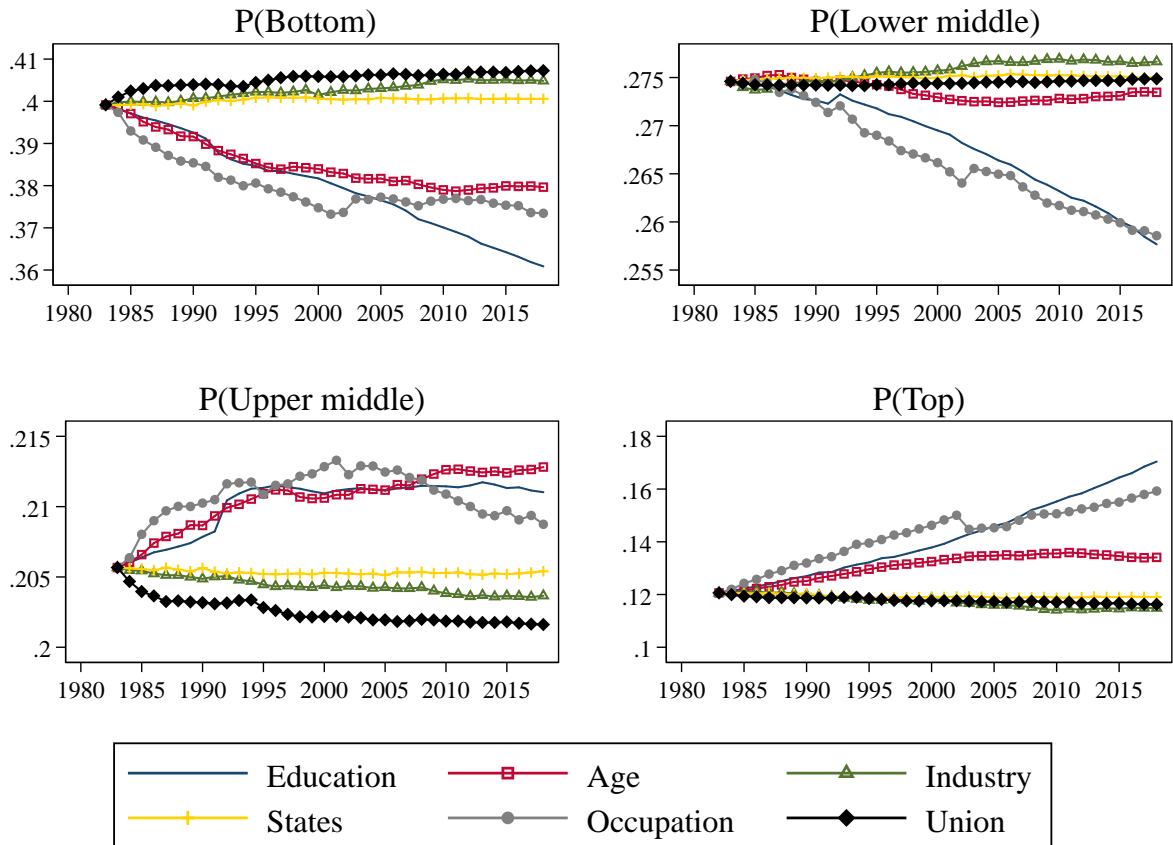 P(Bottom)
.41
.4
.39
.38
.37
.36
1980 1985 1990 1995 2000 2005 2010 2015
P(Lower middle)
.275
.27
.265
.26
.255
1980 1985 1990 1995 2000 2005 2010 2015
P(Upper middle)
.215
.21
.205
.2
1980 1985 1990 1995 2000 2005 2010 2015
P(Top)
.18
.16
.14
.12
.1
1980 1985 1990 1995 2000 2005 2010 2015
Education Age Industry
States Occupation Union